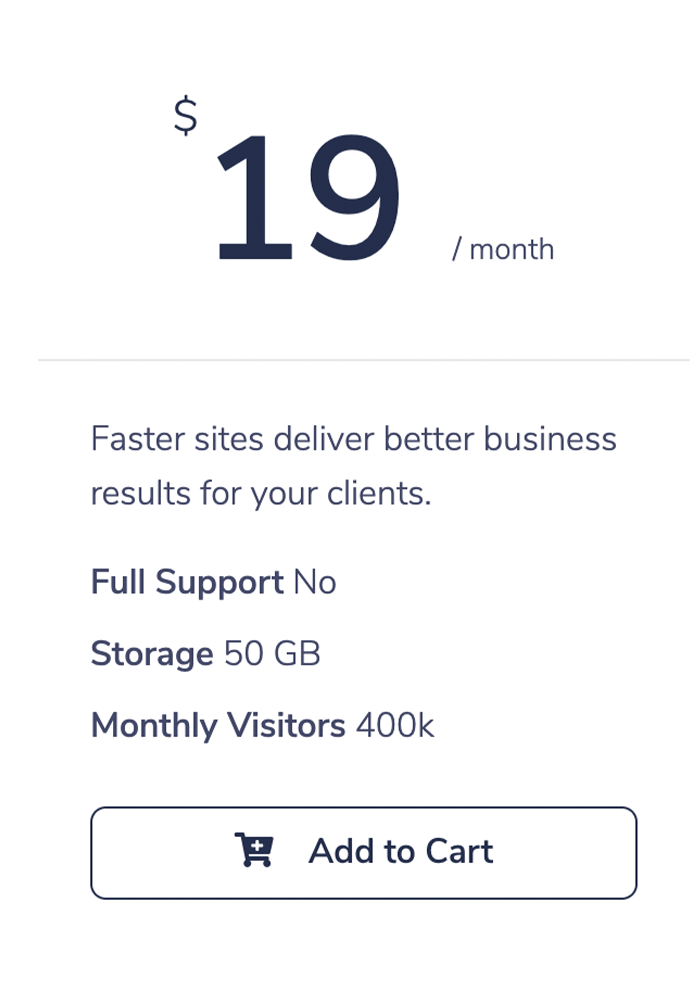 $19 / month
Faster sites deliver better business
results for your clients.
Full Support No
Storage 50 GB
Monthly Visitors 400k
Add to Cart